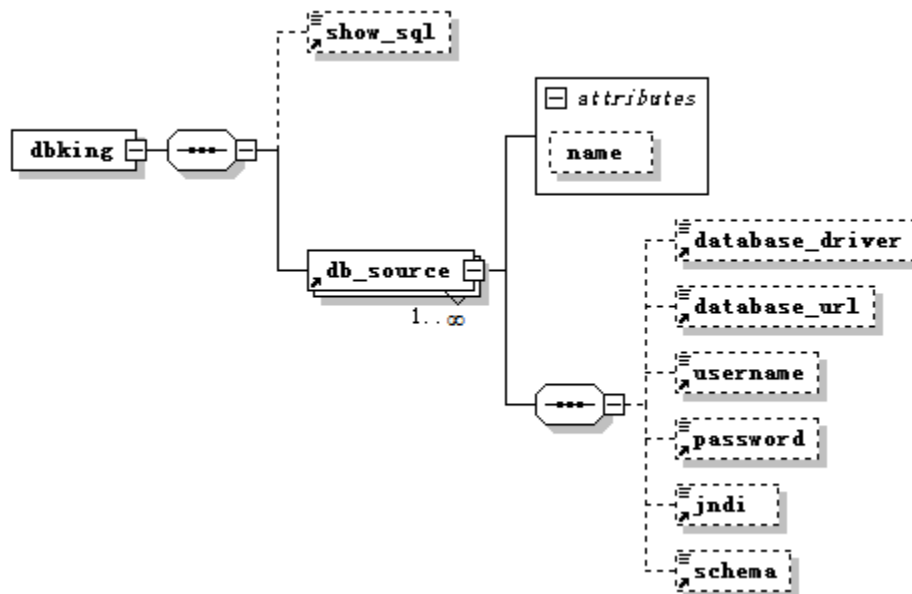 show_sql
attributes
name
dbking
db_source
1..∞
database_driver
database_url
username
password
jndi
schema